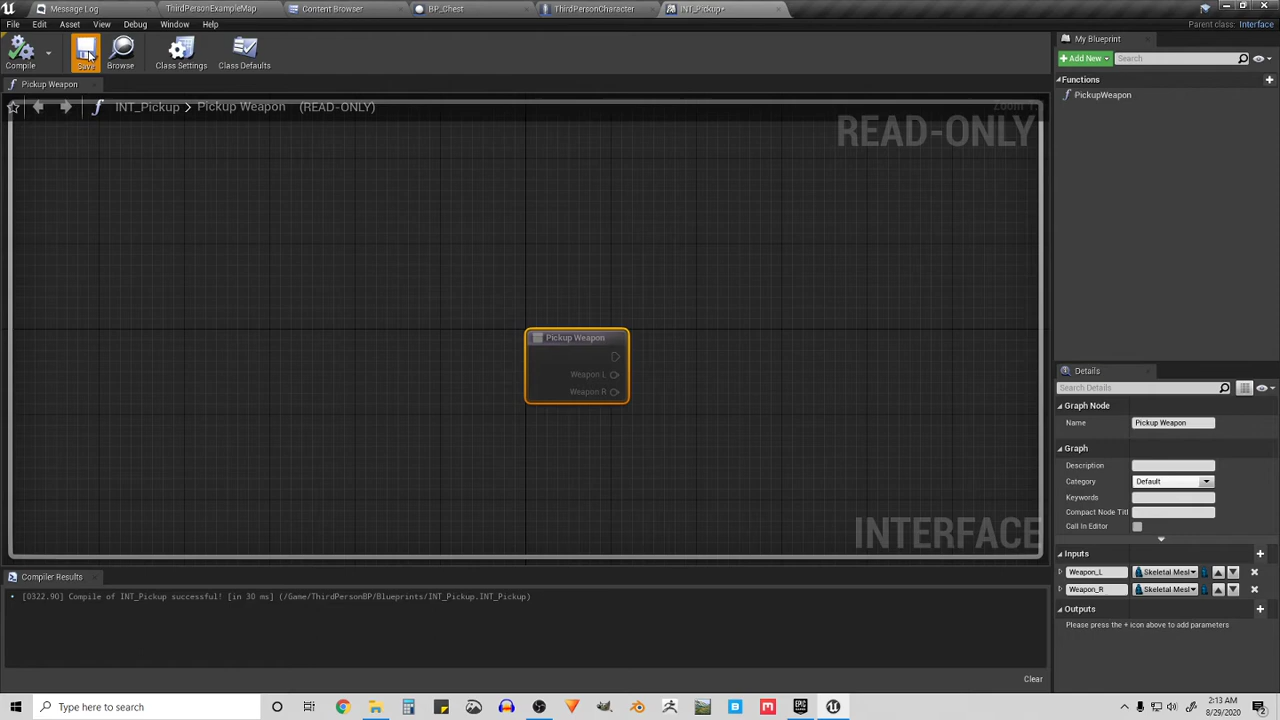 Message Log
ThirdPersonExampleMap
Content Browser
BP_Chest
ThirdPersonCharacter
INT_Pickup•
File Edit Asset View Debug Window Help
Parent class: Interface
Compile
Save
Browse
Class Settings
Class Defaults
My Blueprint
+ Add New
Search
Functions
PickupWeapon
Pickup Weapon
INT_Pickup > Pickup Weapon (READ-ONLY)
READ-ONLY
Pickup Weapon
Weapon L
Weapon R
INTERFACE
Details
Search Details
Graph Node
Name Pickup Weapon
Graph
Description
Category Default
Keywords
Compact Node Titl
Call In Editor
Inputs
Weapon_L Skeletal Mesl
Weapon_R Skeletal Mesl
Outputs
Please press the + icon above to add parameters
Compiler Results
• [0322.90] Compile of INT_Pickup successful! [in 30 ms] (/Game/ThirdPersonBP/Blueprints/INT_Pickup.INT_Pickup)
Clear
Type here to search
2:13 AM
8/29/2020